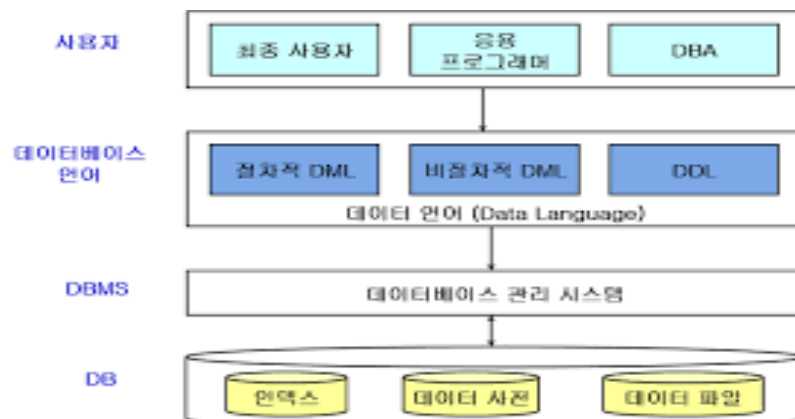 사용자
최종 사용자
응용
프로그래머
DBA
데이터베이스
언어
절차적 DML
비절차적 DML
DDL
데이터 언어 (Data Language)
DBMS
데이터베이스 관리 시스템
DB
인덱스
데이터 사전
데이터 파일